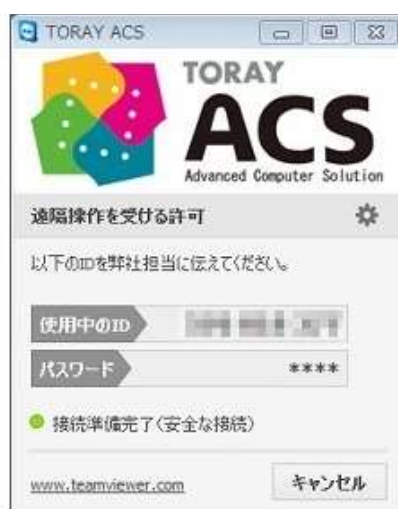 TORAY ACS
TORAY
ACS
Advanced Computer Solution
遠隔操作を受ける許可
以下のIDを弊社担当に伝えてください。
使用中のID
パスワード ****
接続準備完了(安全な接続)
www.teamviewer.com キャンセル